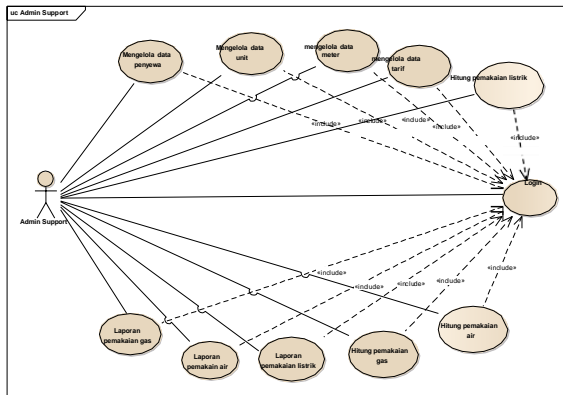 uc Admin Support
Mengelola data
penyewa
Mengelola data
unit
mengelola data
meter
mengelola data
tarif
Hitung pemakaian listrik
«include»
«include»
«include»
«include»
«include»
Login
Admin Support
«include»
«include»
«include»
«include»
«include»
Laporan
pemakaian gas
Laporan
pemakain air
Laporan
pemakaian listrik
Hitung pemakaian
gas
Hitung pemakaian
air